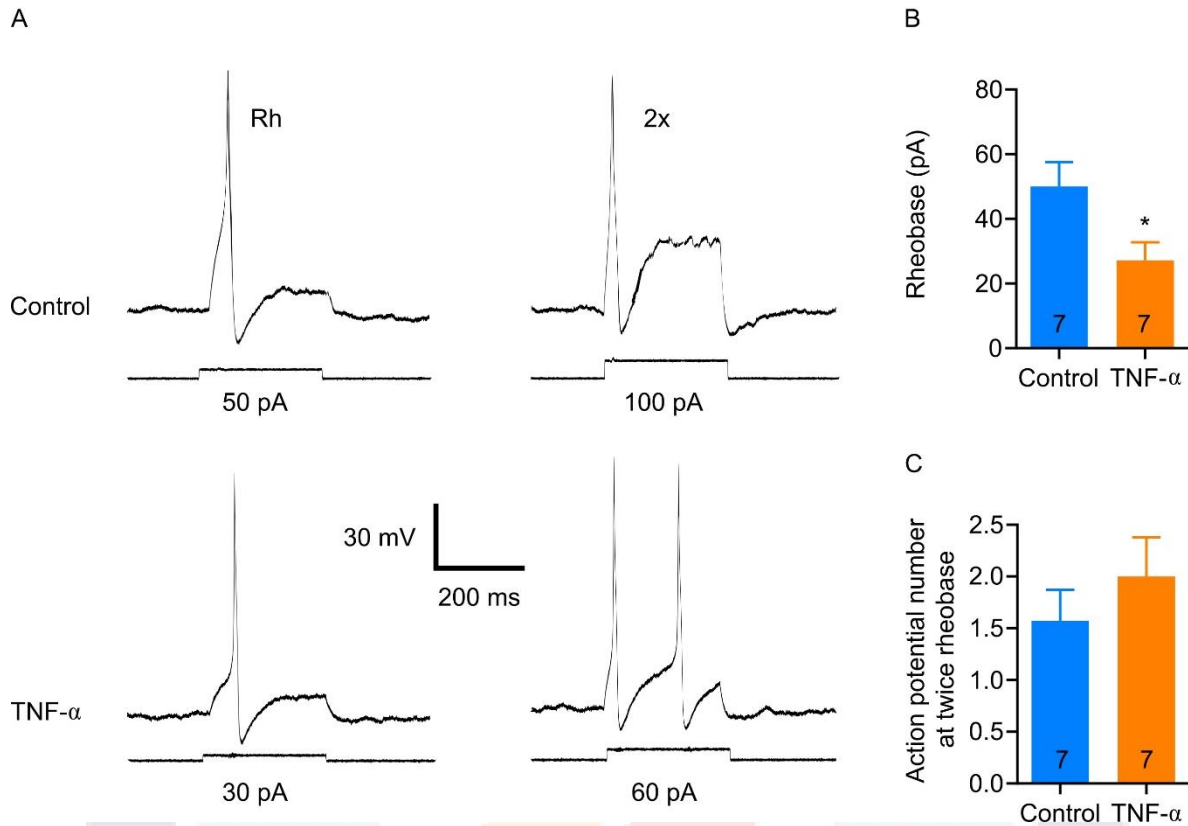 A
Rh
2x
Control
50 pA
100 pA
30 mV
200 ms
TNF-α
30 pA
60 pA
B
Rheobase (pA)
80
60
40
20
0
*
7
7
Control
TNF-α
C
Action potential number
at twice rheobase
2.5
2.0
1.5
1.0
0.5
0.0
7
7
Control
TNF-α